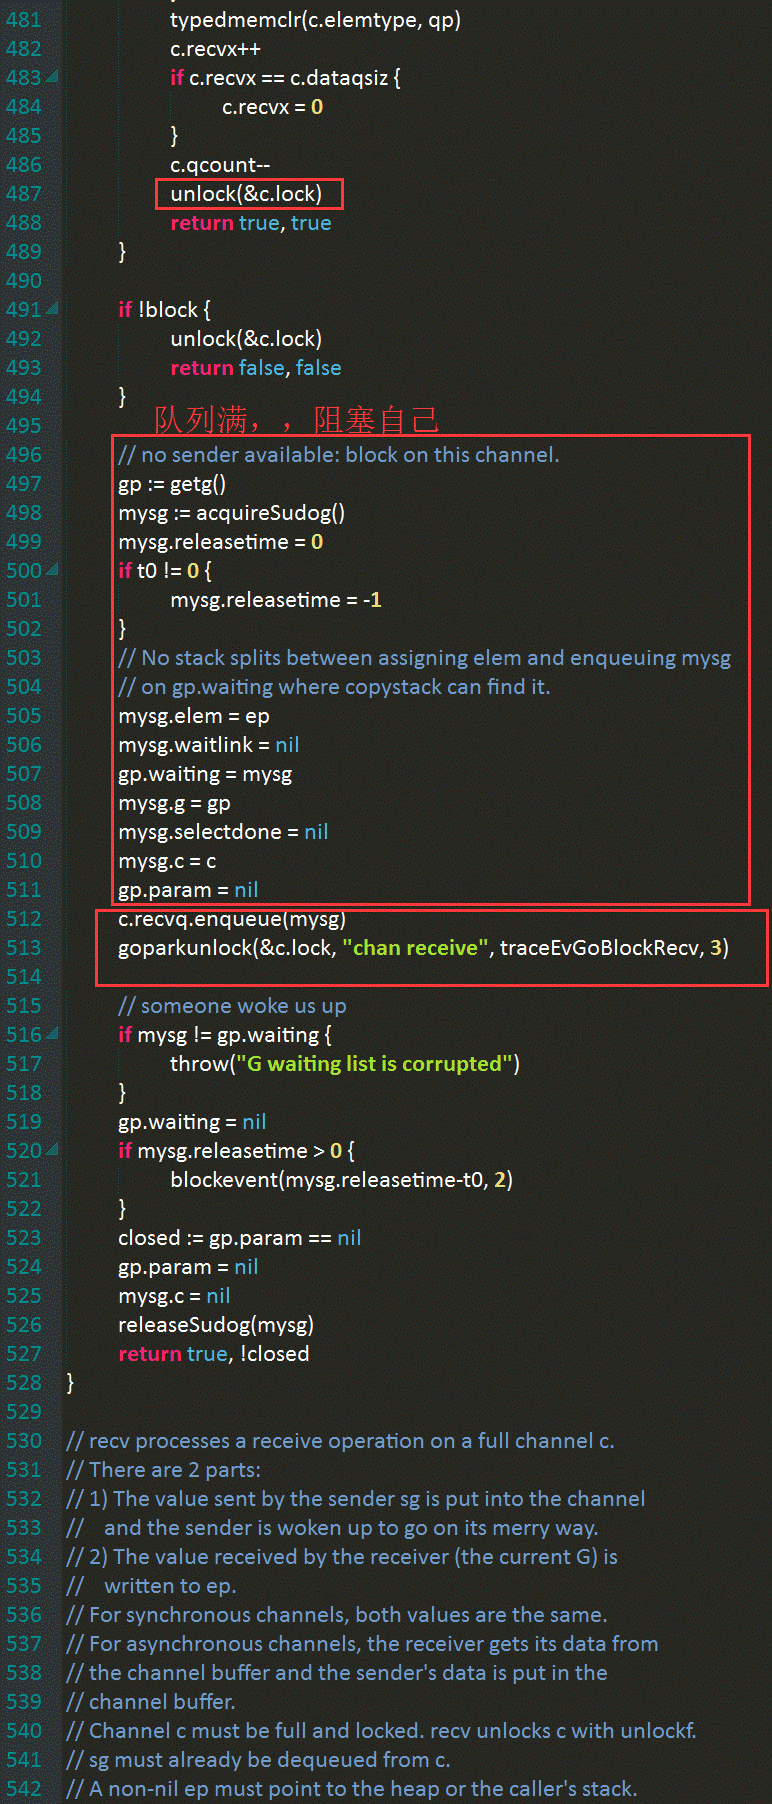 481 typedmemclr(c.elemtype, qp)
482 c.recvx++
483 if c.recvx == c.dataqsiz {
484 c.recvx = 0
485 }
486 c.qcount--
487 unlock(&c.lock)
488 return true, true
489 }
490
491 if !block {
492 unlock(&c.lock)
493 return false, false
494 }
495 队列满，，阻塞自己
496 // no sender available: block on this channel.
497 gp := getg()
498 mysg := acquireSudog()
499 mysg.releasetime = 0
500 if t0 != 0 {
501 mysg.releasetime = -1
502 }
503 // No stack splits between assigning elem and enqueuing mysg
504 // on gp.waiting where copystack can find it.
505 mysg.elem = ep
506 mysg.waitlink = nil
507 gp.waiting = mysg
508 mysg.g = gp
509 mysg.selectdone = nil
510 mysg.c = c
511 gp.param = nil
512 c.recvq.enqueue(mysg)
513 goparkunlock(&c.lock, "chan receive", traceEvGoBlockRecv, 3)
514
515 // someone woke us up
516 if mysg != gp.waiting {
517 throw("G waiting list is corrupted")
518 }
519 gp.waiting = nil
520 if mysg.releasetime > 0 {
521 blockevent(mysg.releasetime-t0, 2)
522 }
523 closed := gp.param == nil
524 gp.param = nil
525 mysg.c = nil
526 releaseSudog(mysg)
527 return true, !closed
528 }
529
530 // recv processes a receive operation on a full channel c.
531 // There are 2 parts:
532 // 1) The value sent by the sender sg is put into the channel
533 // and the sender is woken up to go on its merry way.
534 // 2) The value received by the receiver (the current G) is
535 // written to ep.
536 // For synchronous channels, both values are the same.
537 // For asynchronous channels, the receiver gets its data from
538 // the channel buffer and the sender's data is put in the
539 // channel buffer.
540 // Channel c must be full and locked. recv unlocks c with unlockf.
541 // sg must already be dequeued from c.
542 // A non-nil ep must point to the heap or the caller's stack.